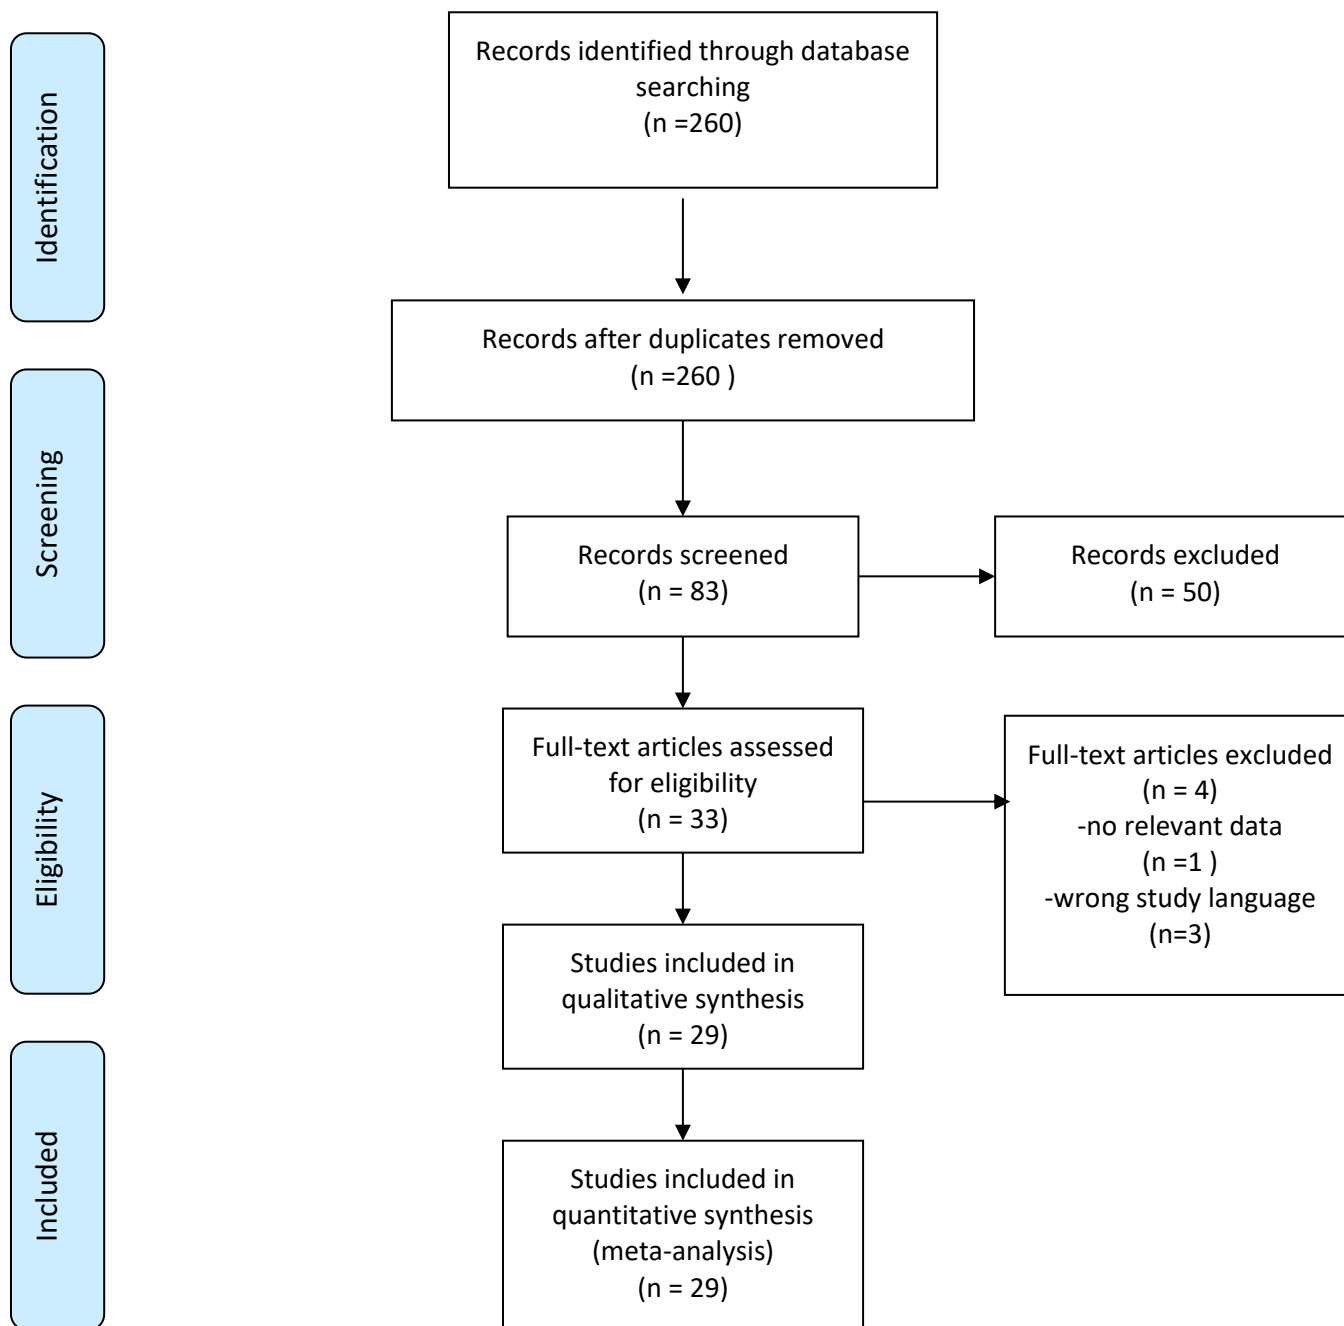 Identification
Records identified through database
searching
(n =260)
Records after duplicates removed
(n =260 )
Screening
Records screened
(n = 83)
Records excluded
(n = 50)
Eligibility
Full-text articles assessed
for eligibility
(n = 33)
Full-text articles excluded
(n = 4)
-no relevant data
(n =1 )
-wrong study language
(n=3)
Studies included in
qualitative synthesis
(n = 29)
Included
Studies included in
quantitative synthesis
(meta-analysis)
(n = 29)